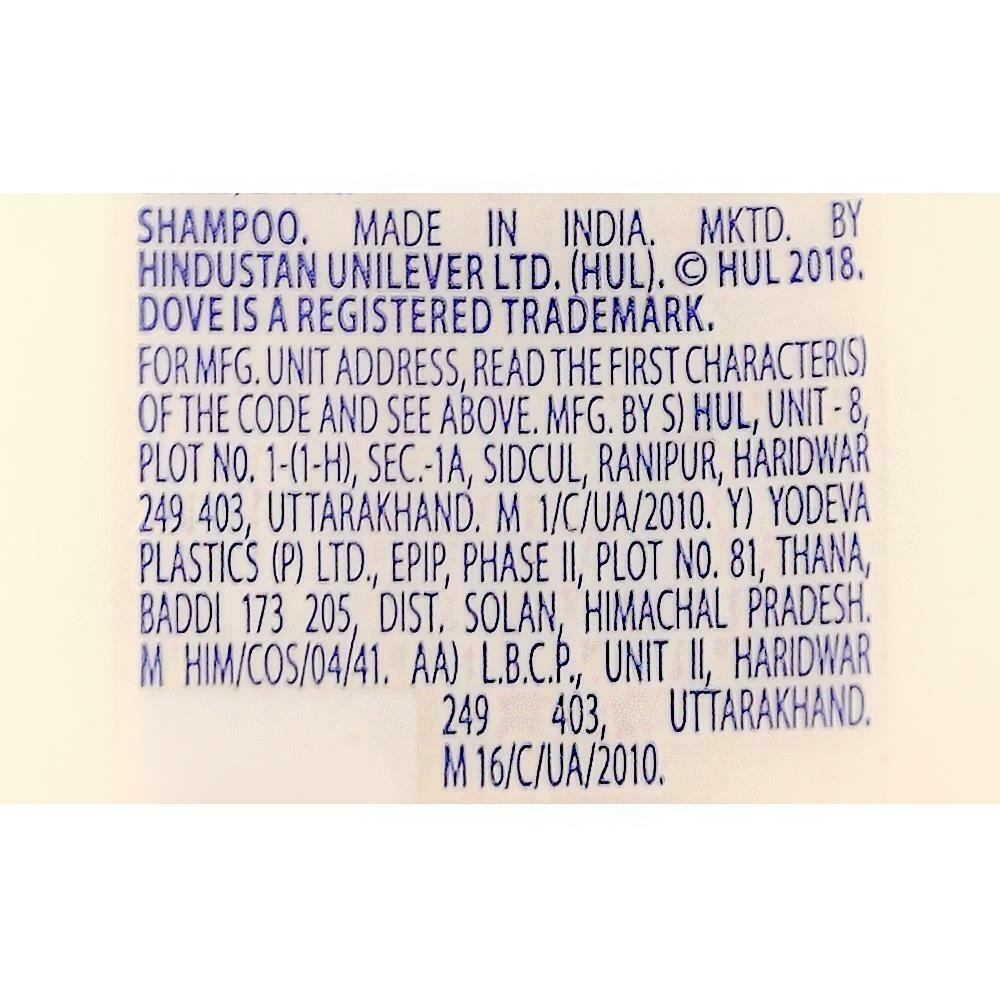 SHAMPOO. MADE IN INDIA. MKTD. BY
HINDUSTAN UNILEVER LTD. (HUL). © HUL 2018.
DOVE IS A REGISTERED TRADEMARK.
FOR MFG. UNIT ADDRESS, READ THE FIRST CHARACTER(S)
OF THE CODE AND SEE ABOVE. MFG. BY S) HUL, UNIT - 8,
PLOT NO. 1-(1-H), SEC.-1A, SIDCUL, RANIPUR, HARIDWAR
249 403, UTTARAKHAND. M 1/C/UA/2010. Y) YODEVA
PLASTICS (P) LTD., EPIP, PHASE II, PLOT NO. 81, THANA,
BADDI 173 205, DIST. SOLAN, HIMACHAL PRADESH.
M HIM/COS/04/41. AA) L.B.C.P., UNIT II, HARIDWAR
249 403, UTTARAKHAND.
M 16/C/UA/2010.